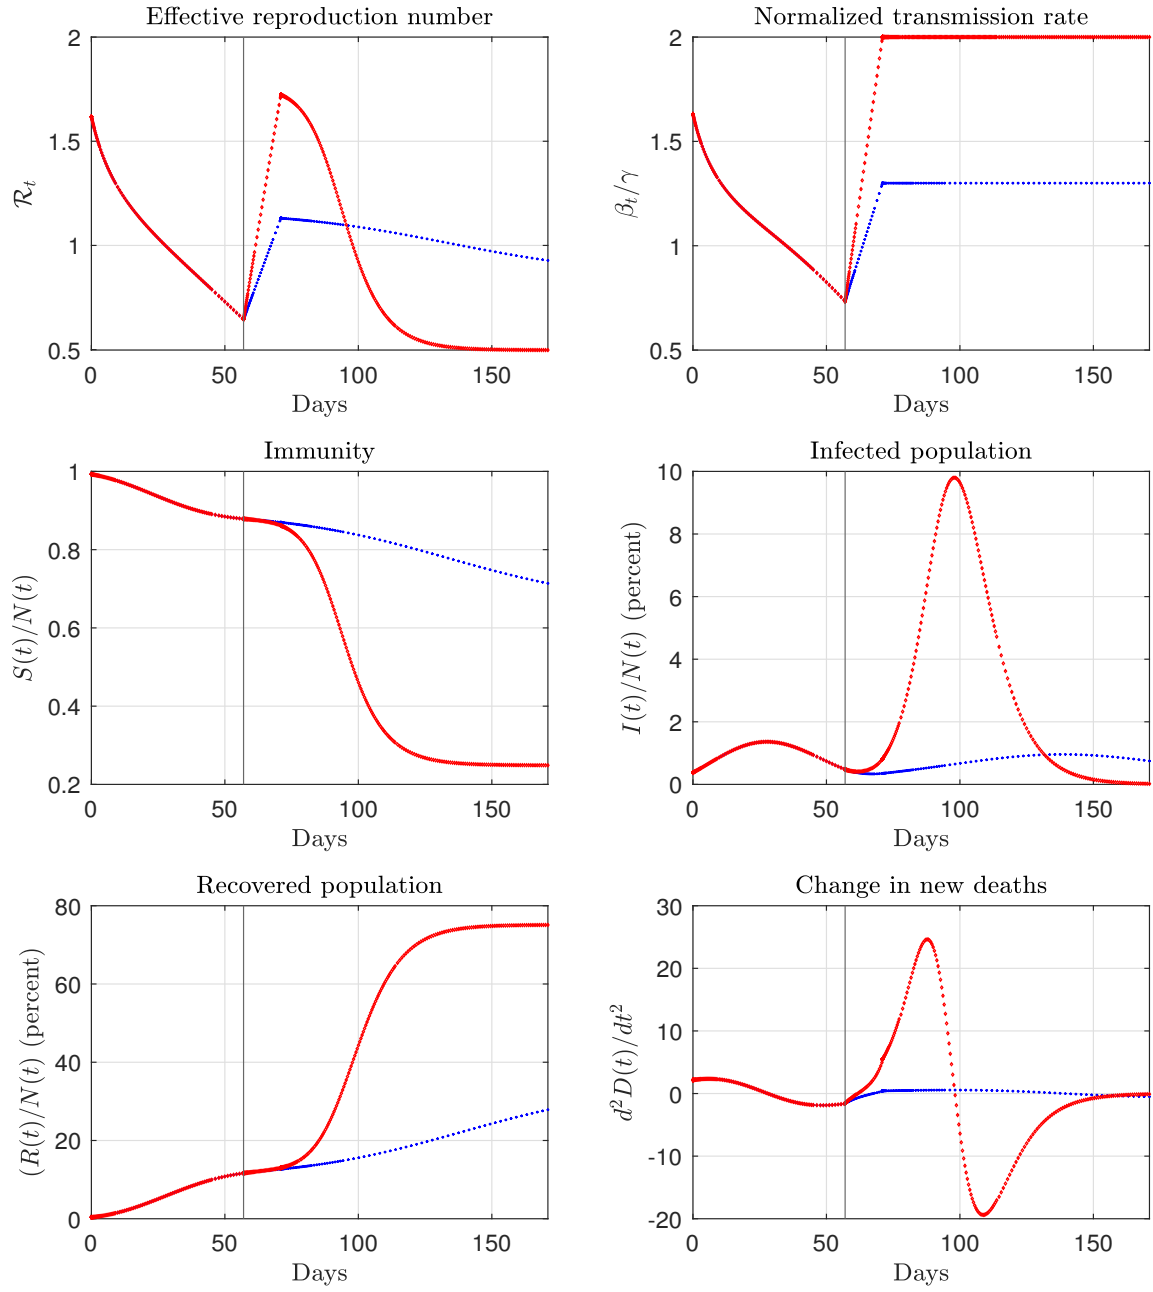 Effective reproduction number
2
1.5
1
0.5
ℛₜ
0 50 100 150
Days
Normalized transmission rate
2
1.5
1
0.5
βₜ/γ
0 50 100 150
Days
Immunity
1
0.8
0.6
0.4
0.2
S(t)/N(t)
0 50 100 150
Days
Infected population
10
8
6
4
2
0
I(t)/N(t) (percent)
0 50 100 150
Days
Recovered population
80
60
40
20
0
(R(t)/N(t) (percent)
0 50 100 150
Days
Change in new deaths
30
20
10
0
-10
-20
d²D(t)/dt²
0 50 100 150
Days